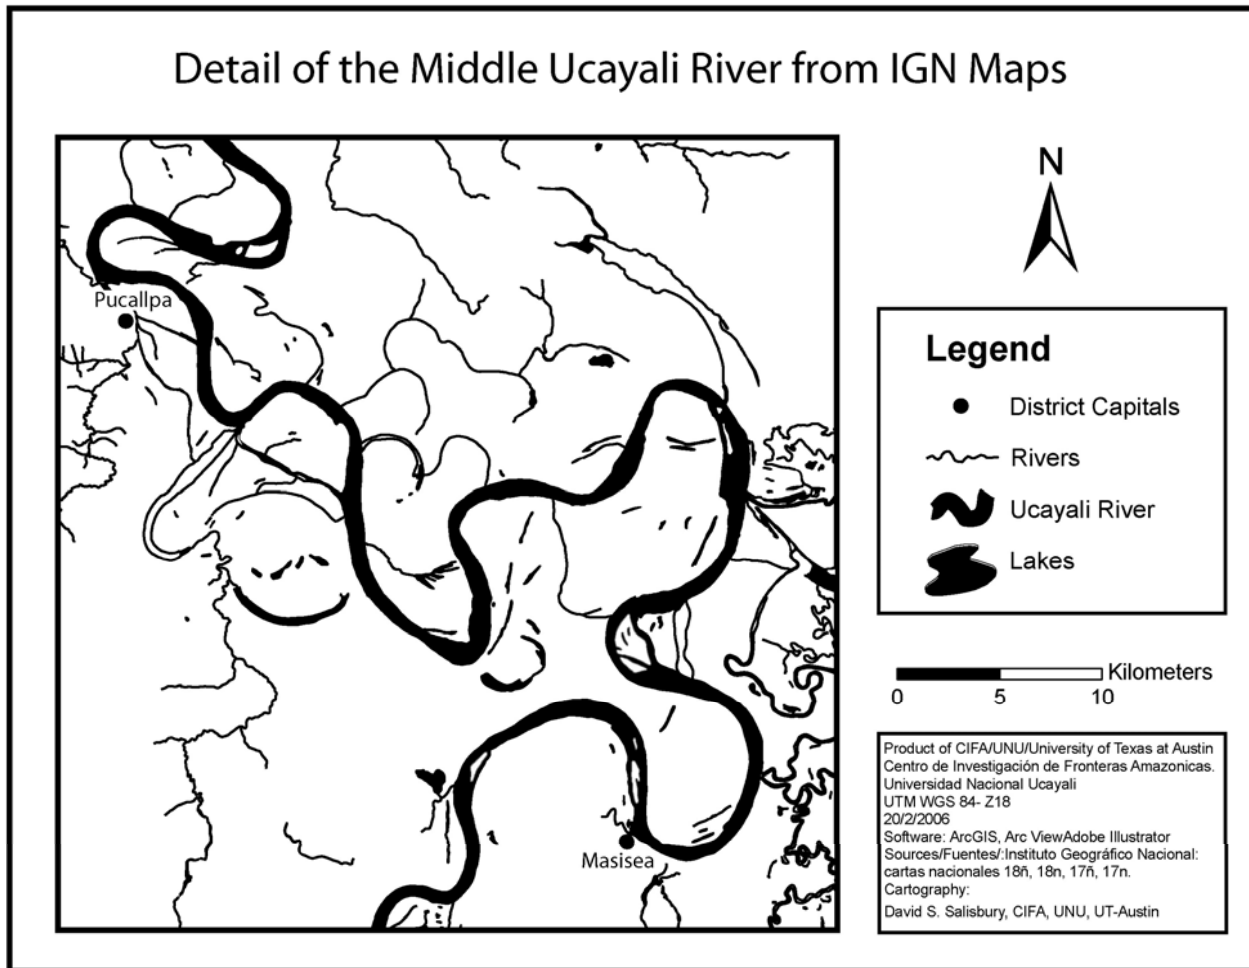 Detail of the Middle Ucayali River from IGN Maps
N
Pucallpa
Masisea
Legend
District Capitals
Rivers
Ucayali River
Lakes
Kilometers
0 5 10
Product of CIFA/UNU/University of Texas at Austin
Centro de Investigación de Fronteras Amazonicas.
Universidad Nacional Ucayali
UTM WGS 84- Z18
20/2/2006
Software: ArcGIS, Arc ViewAdobe Illustrator
Sources/Fuentes/:Instituto Geográfico Nacional:
cartas nacionales 18ñ, 18n, 17ñ, 17n.
Cartography:
David S. Salisbury, CIFA, UNU, UT-Austin